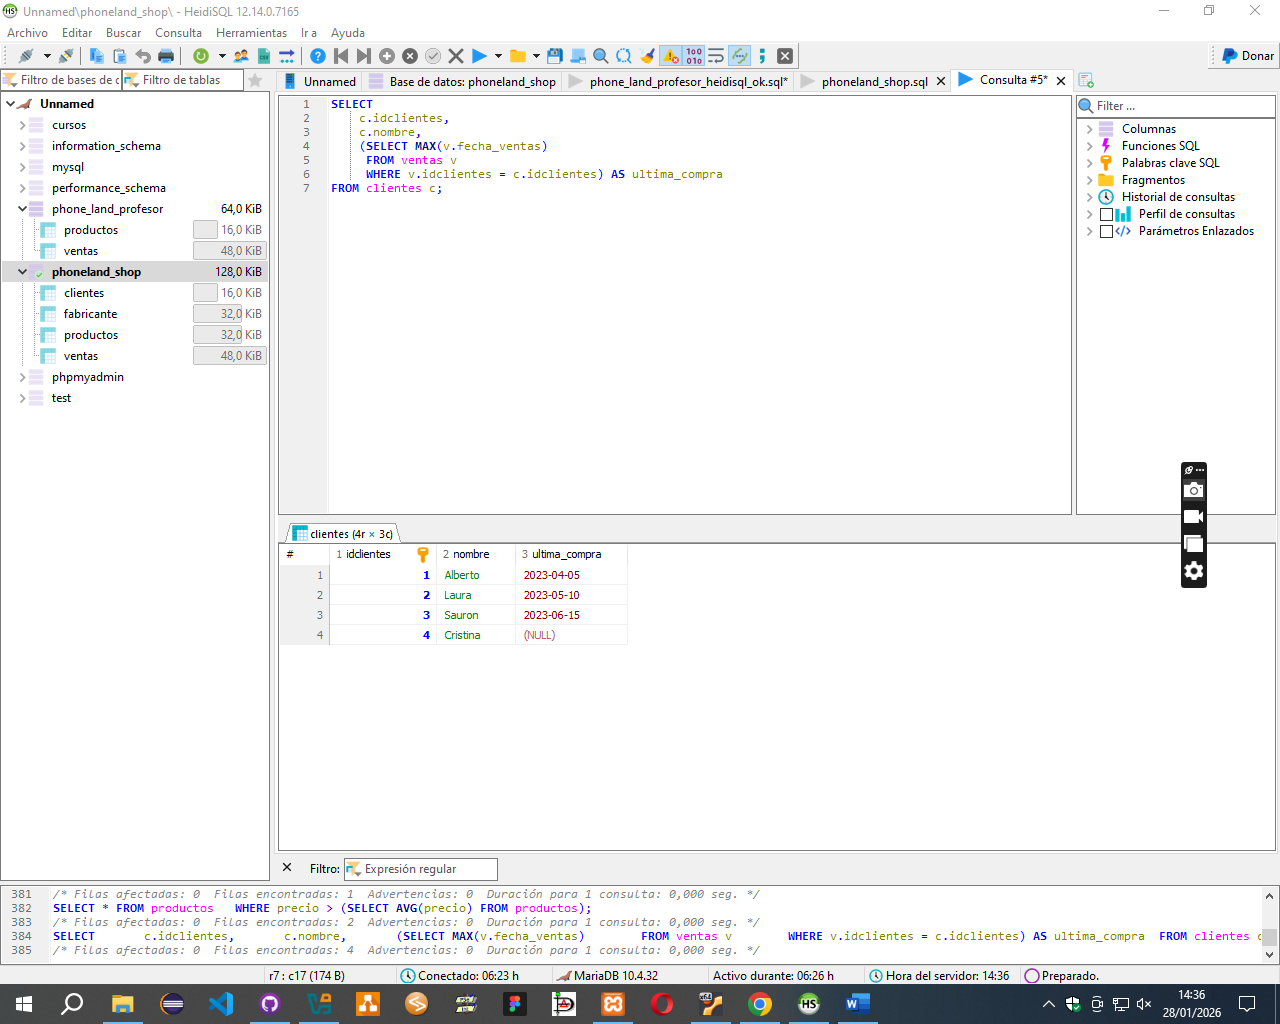 Unnamed\phoneland_shop\ - HeidiSQL 12.14.0.7165
Archivo Editar Buscar Consulta Herramientas Ir a Ayuda
Donar
Filtro de bases de d Filtro de tablas
Unnamed Base de datos: phoneland_shop phone_land_profesor_heidisql_ok.sql* phoneland_shop.sql Consulta #5*
Unnamed
cursos
information_schema
mysql
performance_schema
phone_land_profesor 64,0 KiB
productos 16,0 KiB
ventas 48,0 KiB
phoneland_shop 128,0 KiB
clientes 16,0 KiB
fabricante 32,0 KiB
productos 32,0 KiB
ventas 48,0 KiB
phpmyadmin
test
1 SELECT
2 c.idclientes,
3 c.nombre,
4 (SELECT MAX(v.fecha_ventas)
5 FROM ventas v
6 WHERE v.idclientes = c.idclientes) AS ultima_compra
7 FROM clientes c;
Filter ...
Columnas
Funciones SQL
Palabras clave SQL
Fragmentos
Historial de consultas
Perfil de consultas
Parámetros Enlazados
clientes (4r × 3c)
# 1 idclientes 2 nombre 3 ultima_compra
1 1 Alberto 2023-04-05
2 2 Laura 2023-05-10
3 3 Sauron 2023-06-15
4 4 Cristina (NULL)
Filtro: Expresión regular
381 /* Filas afectadas: 0 Filas encontradas: 1 Advertencias: 0 Duración para 1 consulta: 0,000 seg. */
382 SELECT * FROM productos WHERE precio > (SELECT AVG(precio) FROM productos);
383 /* Filas afectadas: 0 Filas encontradas: 2 Advertencias: 0 Duración para 1 consulta: 0,000 seg. */
384 SELECT c.idclientes, c.nombre, (SELECT MAX(v.fecha_ventas) FROM ventas v WHERE v.idclientes = c.idclientes) AS ultima_compra FROM clientes c
385 /* Filas afectadas: 0 Filas encontradas: 4 Advertencias: 0 Duración para 1 consulta: 0,000 seg. */
r7 : c17 (174 B) Conectado: 06:23 h MariaDB 10.4.32 Activo durante: 06:26 h Hora del servidor: 14:36 Preparado.
14:36
28/01/2026